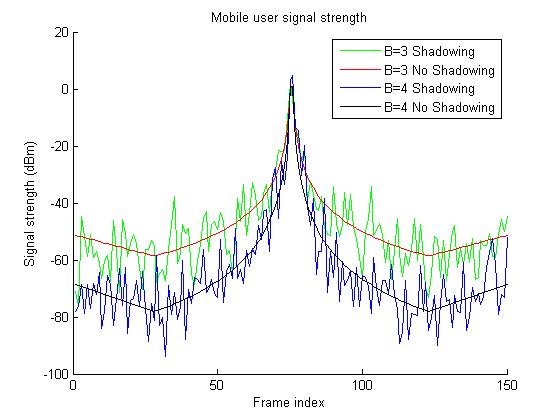 Mobile user signal strength
B=3 Shadowing
B=3 No Shadowing
B=4 Shadowing
B=4 No Shadowing
20
0
-20
-40
-60
-80
-100
Signal strength (dBm)
0 50 100 150
Frame index